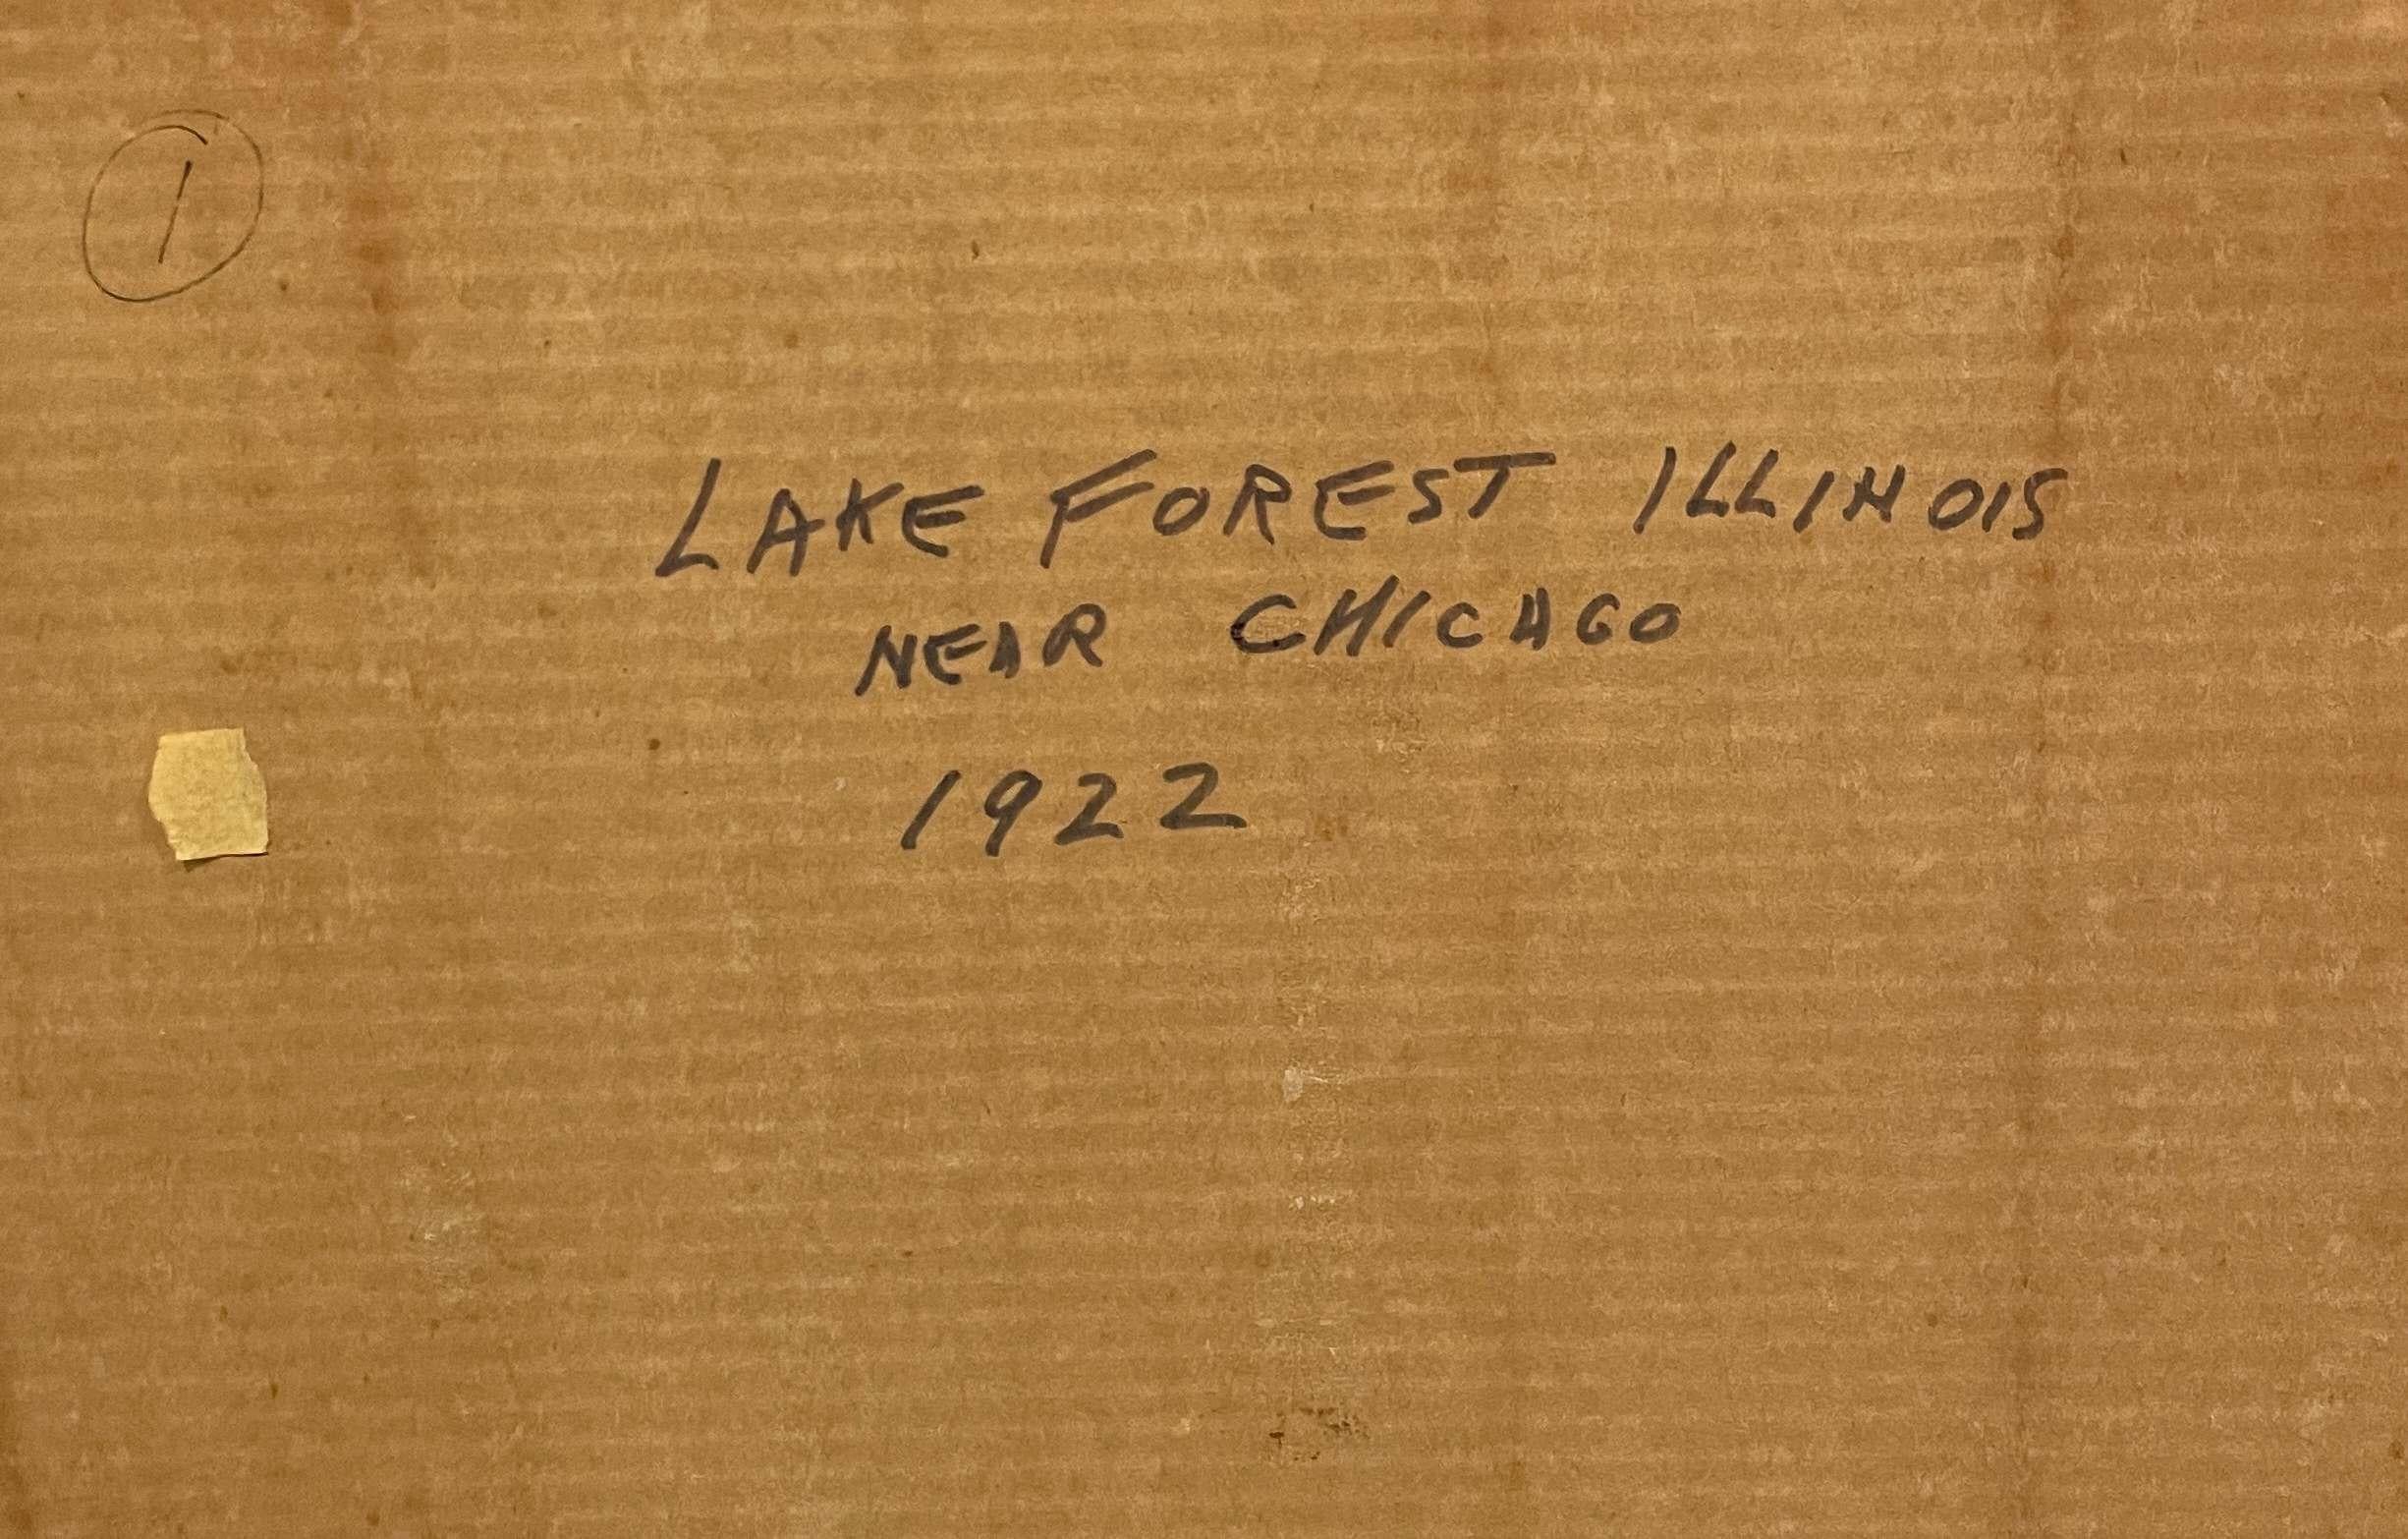 1
LAKE FOREST ILLINOIS
NEAR CHICAGO
1922